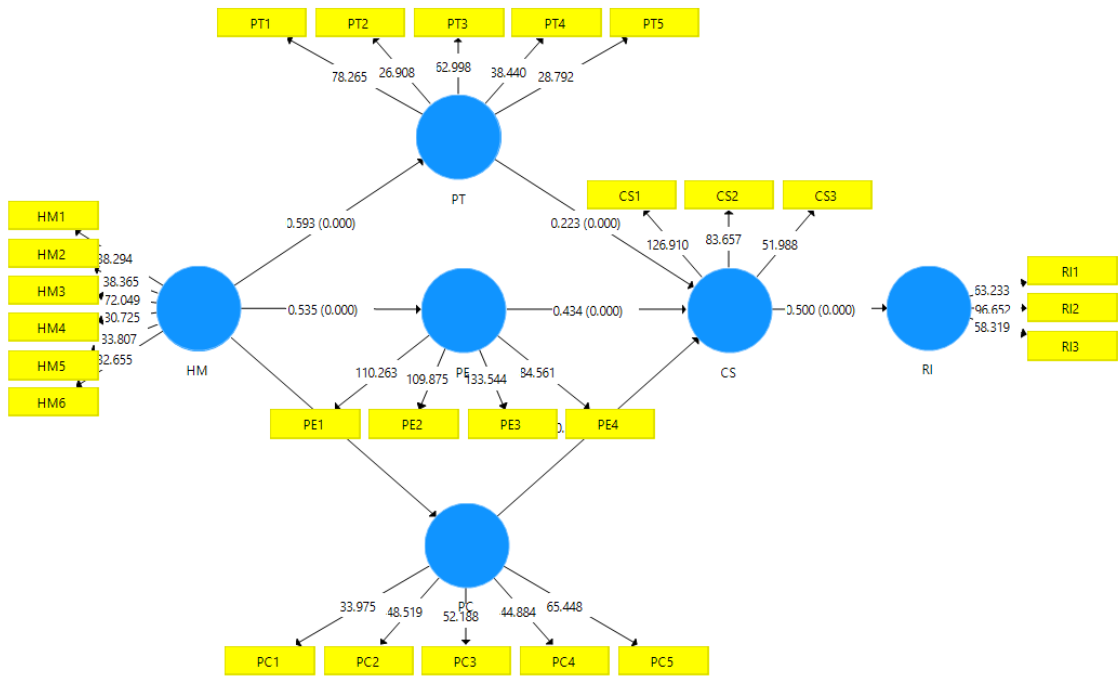 PT1 PT2 PT3 PT4 PT5
78.265 26.908 62.998 38.440 28.792
PT
CS1 CS2 CS3
126.910 83.657 51.988
HM1
HM2
HM3
HM4
HM5
HM6
38.294
38.365
72.049
30.725
33.807
32.655
HM
0.593 (0.000)
0.223 (0.000)
0.535 (0.000)
0.434 (0.000)
0.500 (0.000)
PE
CS
RI
63.233
96.652
58.319
RI1
RI2
RI3
110.263 109.875 133.544 84.561
PE1 PE2 PE3 PE4
PC
33.975 48.519 52.188 44.884 65.448
PC1 PC2 PC3 PC4 PC5